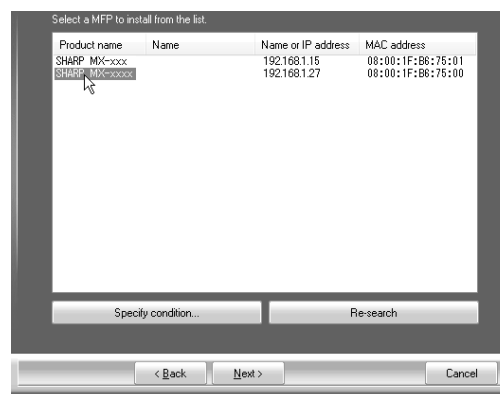 Select a MFP to install from the list.
Product name Name Name or IP address MAC address
SHARP MX-xxx 192.168.1.15 08:00:1F:B6:75:01
SHARP MX-xxxx 192.168.1.27 08:00:1F:B6:75:00
Specify condition... Re-search
< Back Next > Cancel